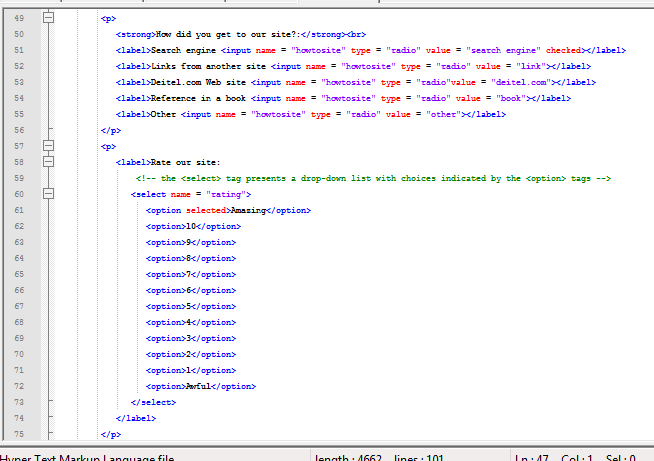 49 <p>
50 <strong>How did you get to our site?:</strong><br>
51 <label>Search engine <input name = "howtosite" type = "radio" value = "search engine" checked></label>
52 <label>Links from another site <input name = "howtosite" type = "radio" value = "link"></label>
53 <label>Deitel.com Web site <input name = "howtosite" type = "radio"value = "deitel.com"></label>
54 <label>Reference in a book <input name = "howtosite" type = "radio" value = "book"></label>
55 <label>Other <input name = "howtosite" type = "radio" value = "other"></label>
56 </p>
57 <p>
58 <label>Rate our site:
59 <!-- the <select> tag presents a drop-down list with choices indicated by the <option> tags -->
60 <select name = "rating">
61 <option selected>Amazing</option>
62 <option>10</option>
63 <option>9</option>
64 <option>8</option>
65 <option>7</option>
66 <option>6</option>
67 <option>5</option>
68 <option>4</option>
69 <option>3</option>
70 <option>2</option>
71 <option>1</option>
72 <option>Awful</option>
73 </select>
74 </label>
75 </p>
Hyper Text Markup Language file length : 4662 lines : 101 Ln : 47 Col : 1 Sel : 0